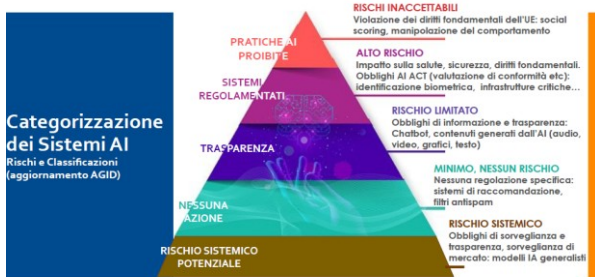 Categorizzazione
dei Sistemi AI
Rischi e Classificazioni
(aggiornamento AGID)
PRATICHE AI
PROIBITE
RISCHI INACCETTABILI
Violazione dei diritti fondamentali dell'UE: social
scoring, manipolazione del comportamento
SISTEMI
REGOLAMENTATI
ALTO RISCHIO
Impatto sulla salute, sicurezza, diritti fondamentali.
Obblighi AI ACT (valutazione di conformità etc):
identificazione biometrica, infrastrutture critiche...
TRASPARENZA
RISCHIO LIMITATO
Obblighi di informazione e trasparenza:
Chatbot, contenuti generati dall'AI (audio,
video, grafici, testo)
NESSUNA
AZIONE
MINIMO, NESSUN RISCHIO
Nessuna regolazione specifica:
sistemi di raccomandazione,
filtri antispam
RISCHIO SISTEMICO
POTENZIALE
RISCHIO SISTEMICO
Obblighi di sorveglianza e
trasparenza, sorveglianza di
mercato: modelli IA generalisti